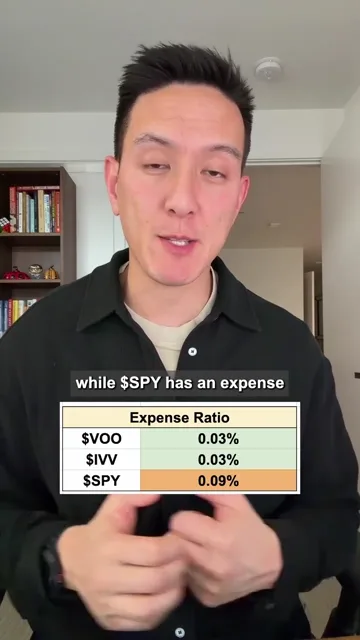 while $SPY has an expense
Expense Ratio
$VOO 0.03%
$IVV 0.03%
$SPY 0.09%